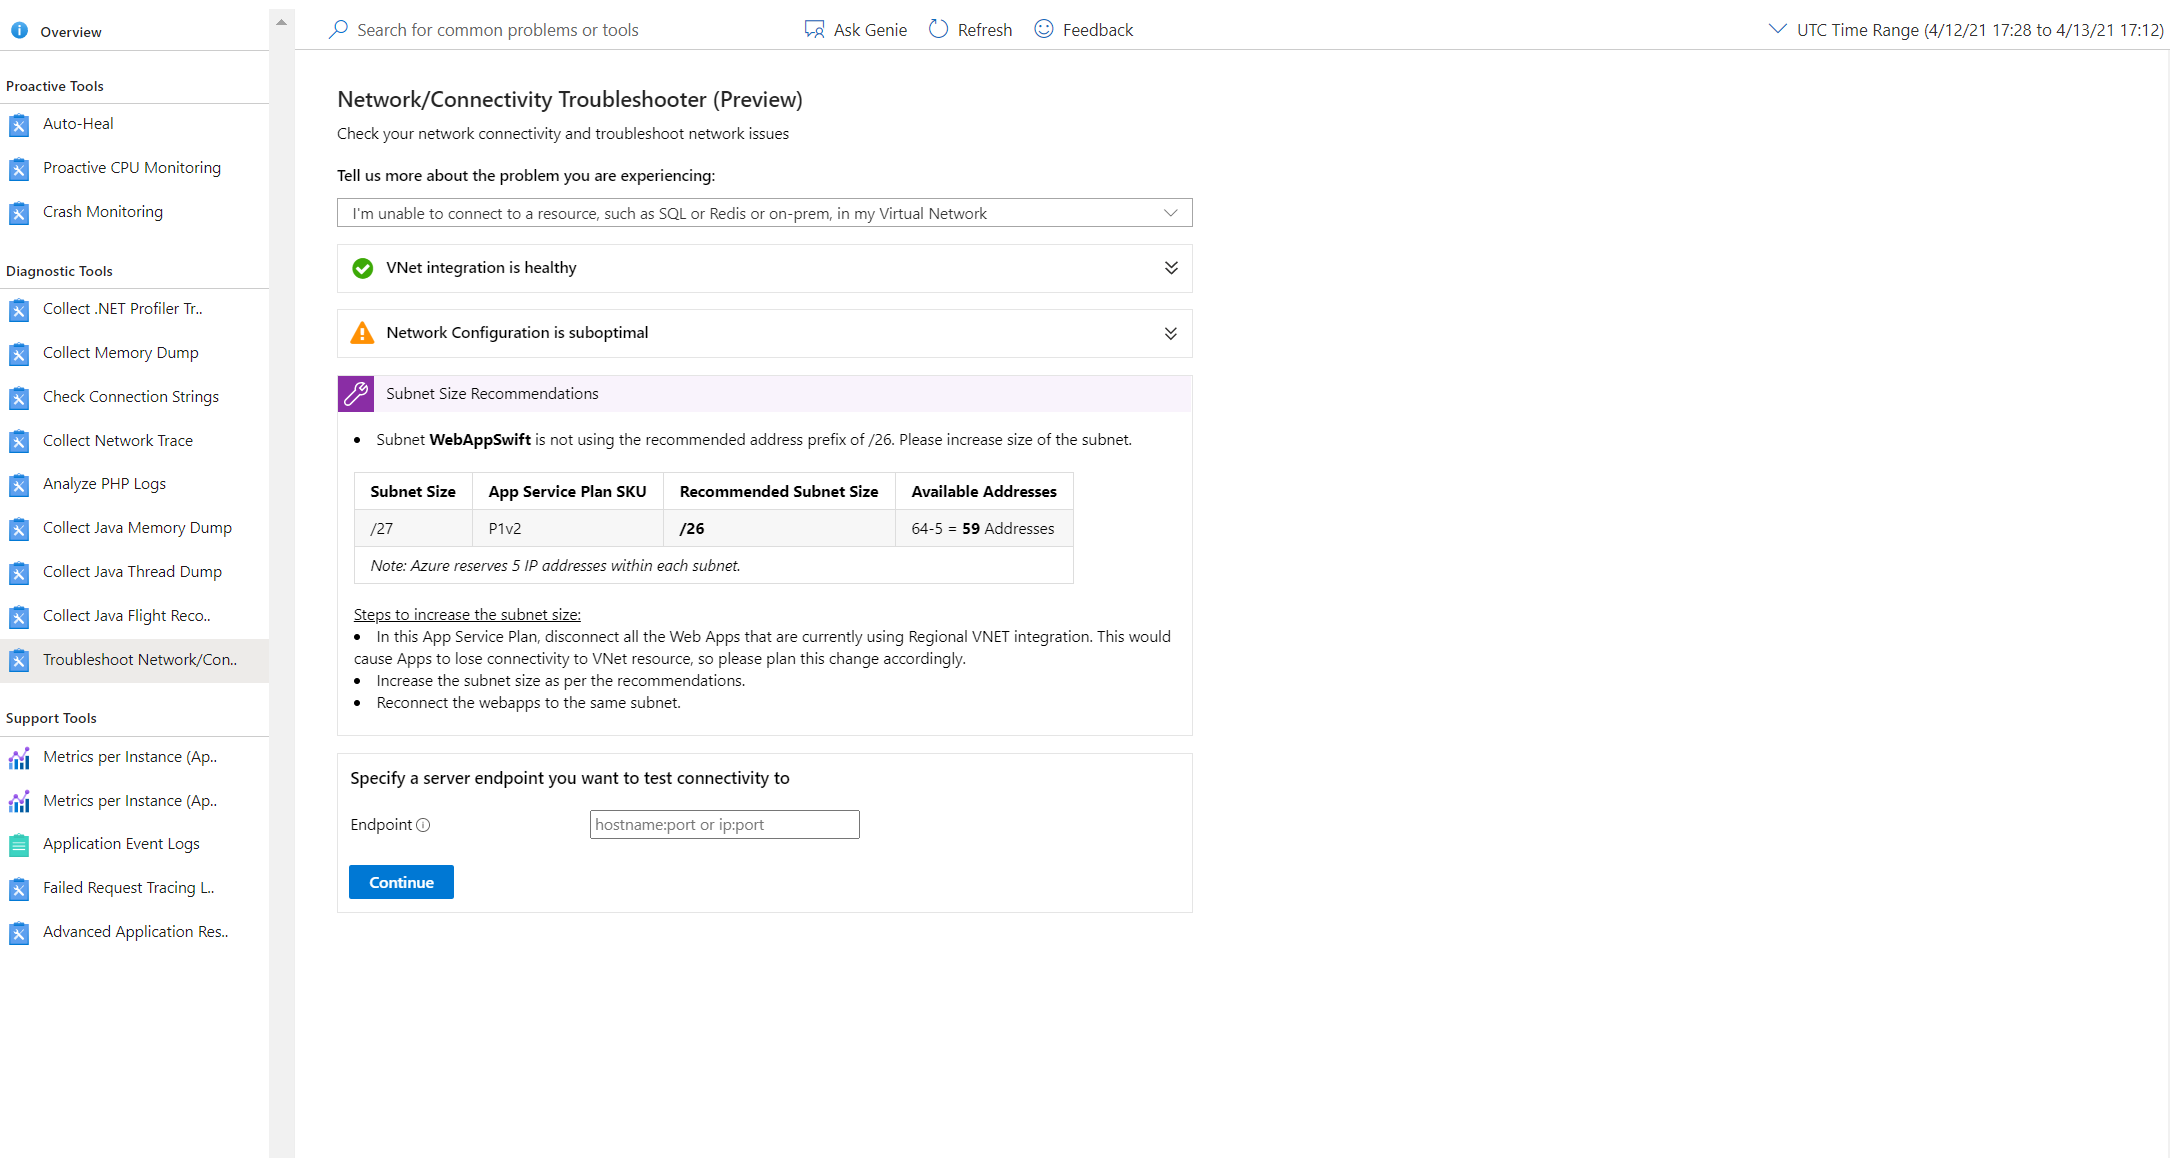 Overview
Proactive Tools
Auto-Heal
Proactive CPU Monitoring
Crash Monitoring
Diagnostic Tools
Collect .NET Profiler Tr..
Collect Memory Dump
Check Connection Strings
Collect Network Trace
Analyze PHP Logs
Collect Java Memory Dump
Collect Java Thread Dump
Collect Java Flight Reco..
Troubleshoot Network/Con..
Support Tools
Metrics per Instance (Ap..
Metrics per Instance (Ap..
Application Event Logs
Failed Request Tracing L..
Advanced Application Res..
Search for common problems or tools
Ask Genie
Refresh
Feedback
UTC Time Range (4/12/21 17:28 to 4/13/21 17:12)
Network/Connectivity Troubleshooter (Preview)
Check your network connectivity and troubleshoot network issues
Tell us more about the problem you are experiencing:
I'm unable to connect to a resource, such as SQL or Redis or on-prem, in my Virtual Network
VNet integration is healthy
Network Configuration is suboptimal
Subnet Size Recommendations
• Subnet WebAppSwift is not using the recommended address prefix of /26. Please increase size of the subnet.
Subnet Size App Service Plan SKU Recommended Subnet Size Available Addresses
/27 P1v2 /26 64-5 = 59 Addresses
Note: Azure reserves 5 IP addresses within each subnet.
Steps to increase the subnet size:
• In this App Service Plan, disconnect all the Web Apps that are currently using Regional VNET integration. This would
cause Apps to lose connectivity to VNet resource, so please plan this change accordingly.
• Increase the subnet size as per the recommendations.
• Reconnect the webapps to the same subnet.
Specify a server endpoint you want to test connectivity to
Endpoint
hostname:port or ip:port
Continue